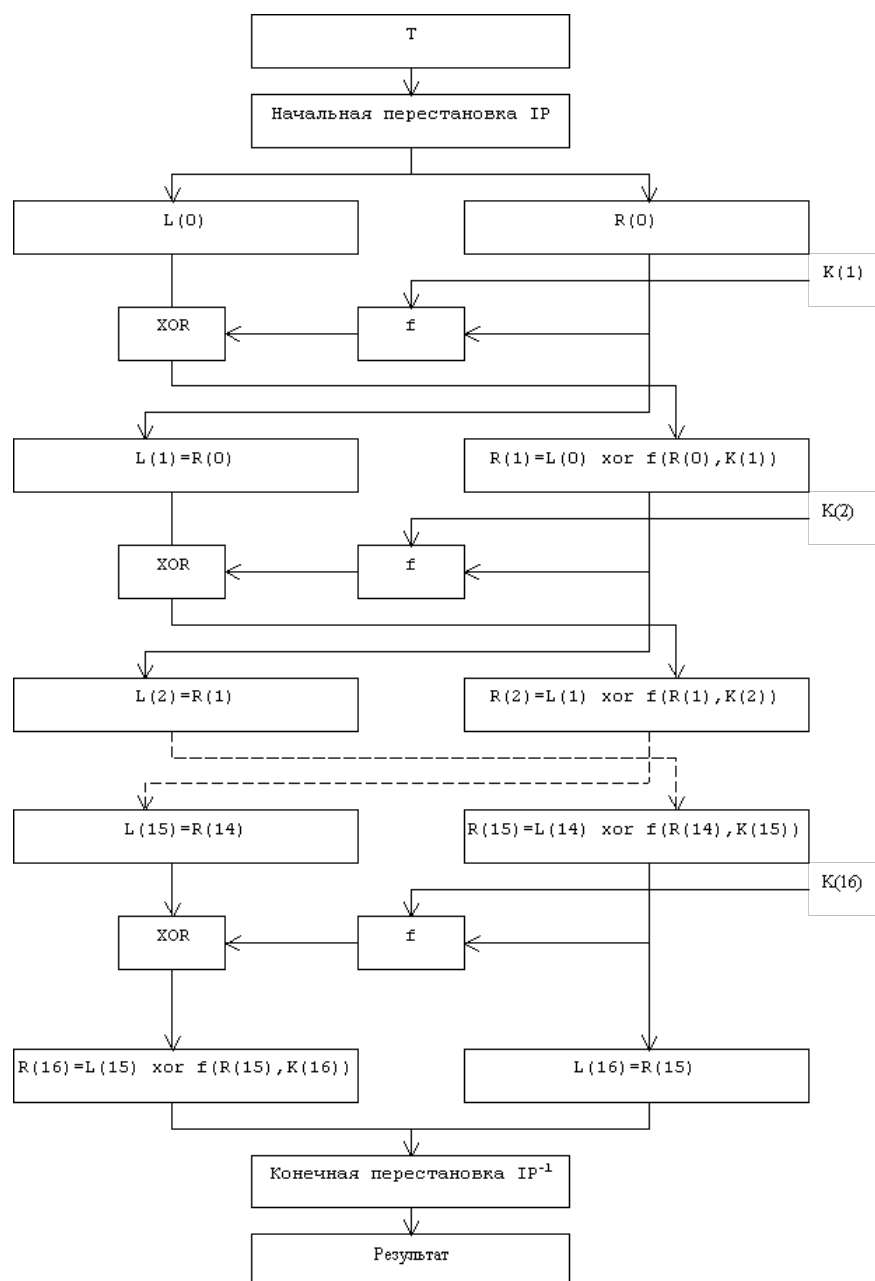 T
Начальная перестановка IP
L(0)
R(0)
K(1)
XOR
f
L(1)=R(0)
R(1)=L(0) xor f(R(0),K(1))
K(2)
XOR
f
L(2)=R(1)
R(2)=L(1) xor f(R(1),K(2))
L(15)=R(14)
R(15)=L(14) xor f(R(14),K(15))
K(16)
XOR
f
R(16)=L(15) xor f(R(15),K(16))
L(16)=R(15)
Конечная перестановка IP⁻¹
Результат